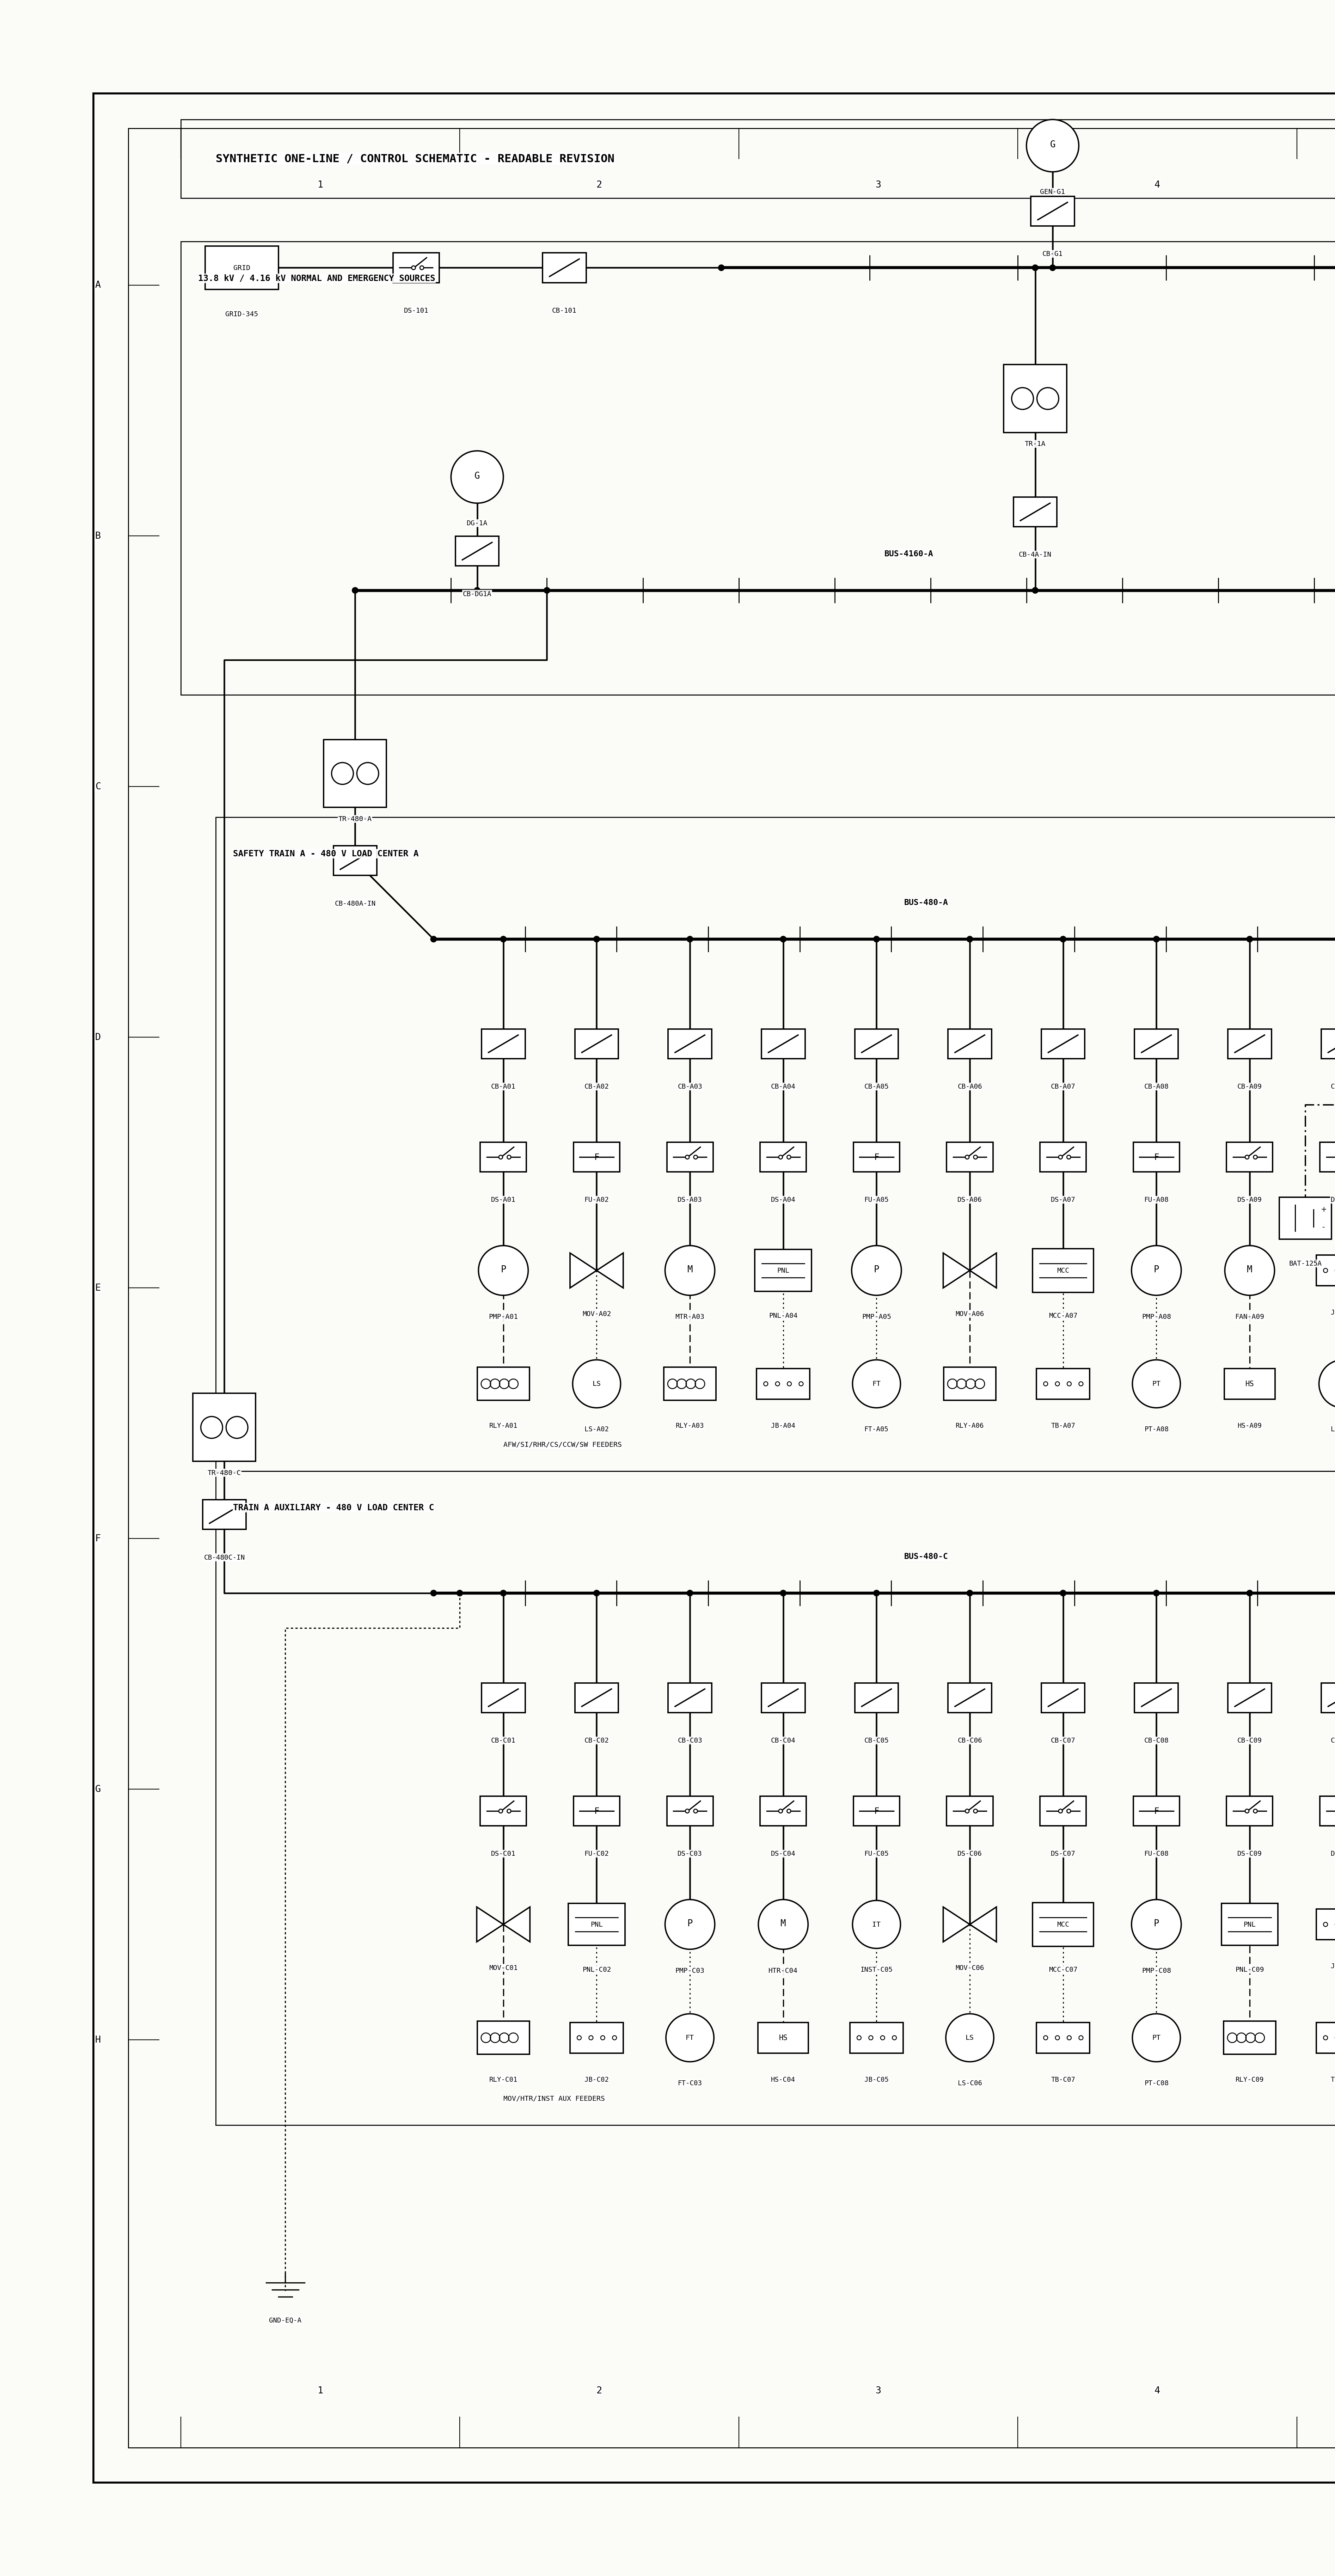 G
SYNTHETIC ONE-LINE / CONTROL SCHEMATIC - READABLE REVISION
1 2 3 4
GEN-G1
CB-G1
A
GRID
13.8 kV / 4.16 kV NORMAL AND EMERGENCY SOURCES
GRID-345 DS-101 CB-101
TR-1A
G
DG-1A
B
BUS-4160-A CB-4A-IN
CB-DG1A
C
TR-480-A
SAFETY TRAIN A - 480 V LOAD CENTER A
CB-480A-IN
BUS-480-A
D
CB-A01 CB-A02 CB-A03 CB-A04 CB-A05 CB-A06 CB-A07 CB-A08 CB-A09 C
F F F
DS-A01 FU-A02 DS-A03 DS-A04 FU-A05 DS-A06 DS-A07 FU-A08 DS-A09 D
+
-
BAT-125A
P M PNL P MCC P M
E
PMP-A01 MOV-A02 MTR-A03 PNL-A04 PMP-A05 MOV-A06 MCC-A07 PMP-A08 FAN-A09 J
LS FT PT HS
RLY-A01 LS-A02 RLY-A03 JB-A04 FT-A05 RLY-A06 TB-A07 PT-A08 HS-A09 L
AFW/SI/RHR/CS/CCW/SW FEEDERS
TR-480-C
TRAIN A AUXILIARY - 480 V LOAD CENTER C
F
CB-480C-IN
BUS-480-C
CB-C01 CB-C02 CB-C03 CB-C04 CB-C05 CB-C06 CB-C07 CB-C08 CB-C09 C
G
F F F
DS-C01 FU-C02 DS-C03 DS-C04 FU-C05 DS-C06 DS-C07 FU-C08 DS-C09 D
PNL P M IT MCC P PNL
MOV-C01 PNL-C02 PMP-C03 HTR-C04 INST-C05 MOV-C06 MCC-C07 PMP-C08 PNL-C09 J
H
FT HS LS PT
RLY-C01 JB-C02 FT-C03 HS-C04 JB-C05 LS-C06 TB-C07 PT-C08 RLY-C09 T
MOV/HTR/INST AUX FEEDERS
GND-EQ-A
1 2 3 4